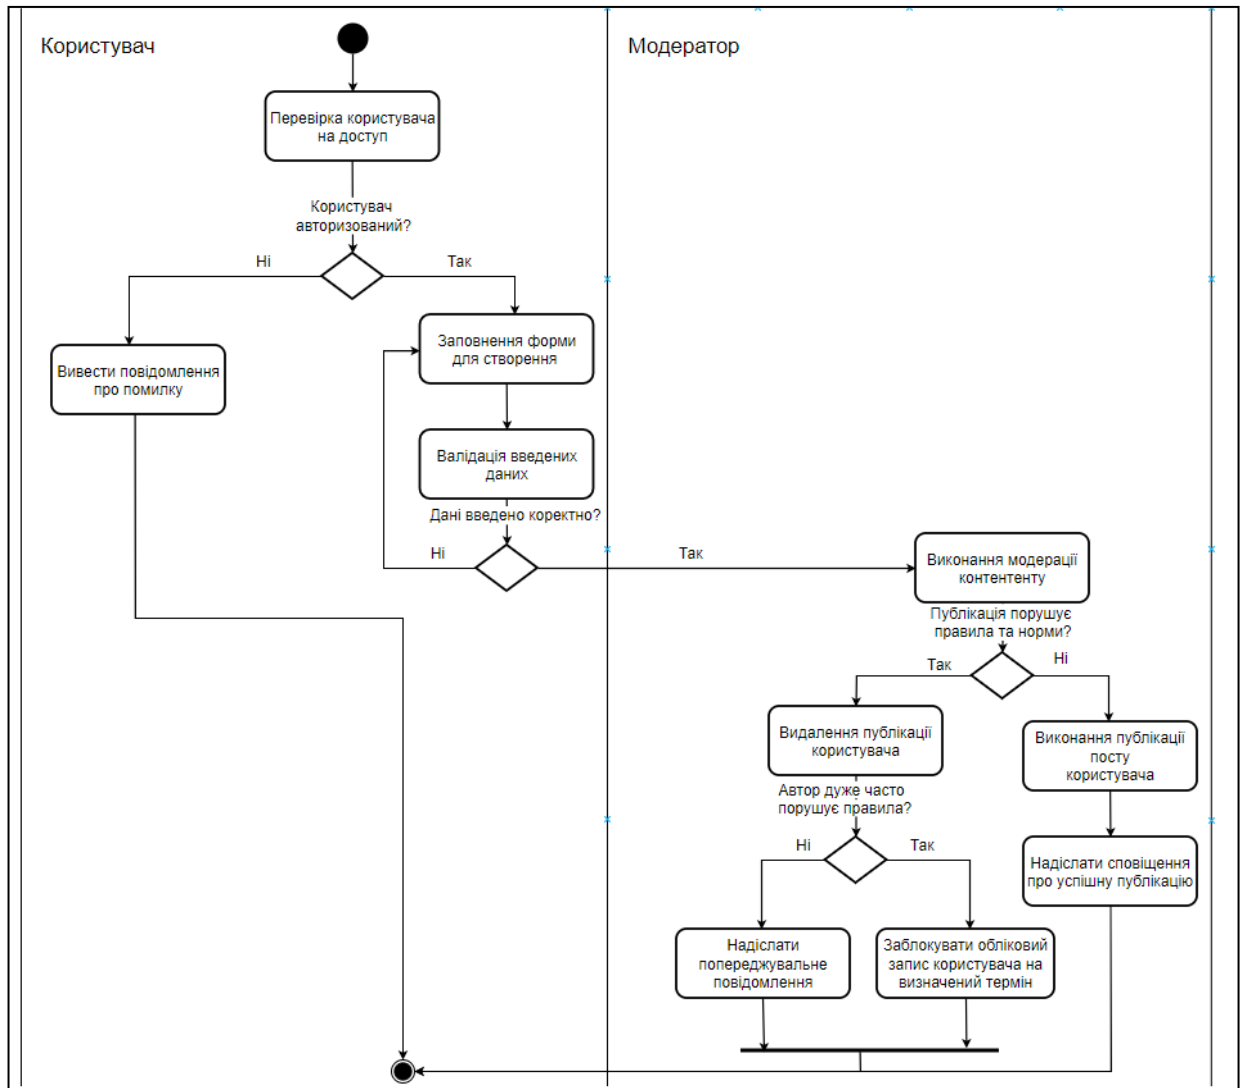 Користувач
Модератор
Перевірка користувача
на доступ
Користувач
авторизований?
Ні
Так
Заповнення форми
для створення
Вивести повідомлення
про помилку
Валідація введених
даних
Дані введено коректно?
Ні
Так
Виконання модерації
контententу
Публікація порушує
правила та норми?
Так
Ні
Видалення публікації
користувача
Виконання публікації
посту
користувача
Автор дуже часто
порушує правила?
Ні
Так
Надіслати сповіщення
про успішну публікацію
Надіслати
попереджувальне
повідомлення
Заблокувати обліковий
запис користувача на
визначений термін